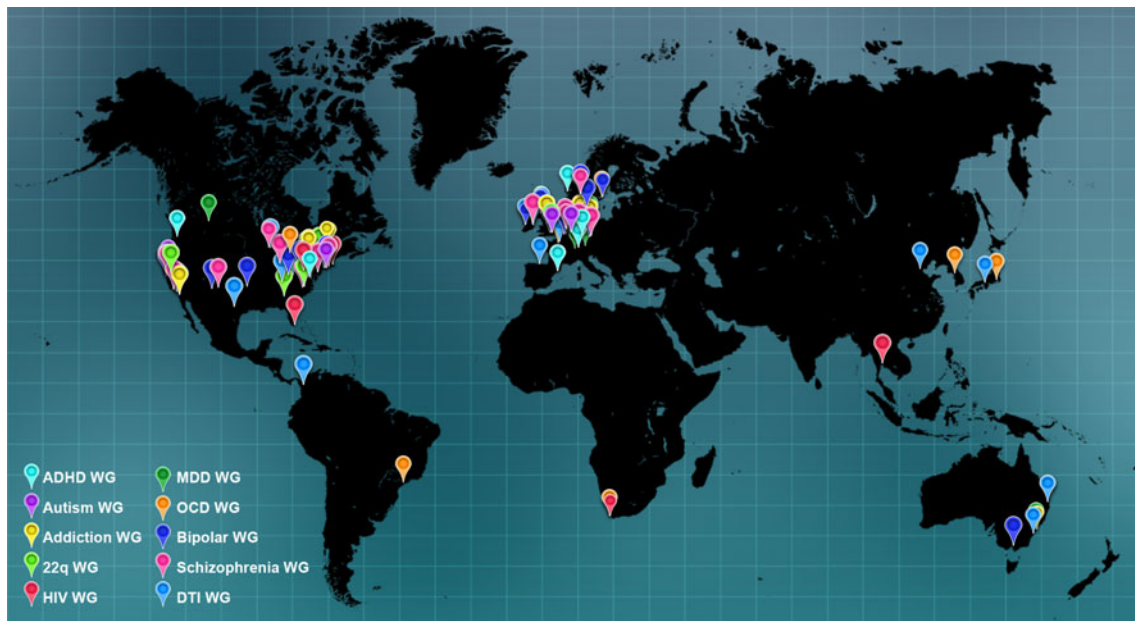 ADHD WG
Autism WG
Addiction WG
22q WG
HIV WG
MDD WG
OCD WG
Bipolar WG
Schizophrenia WG
DTI WG